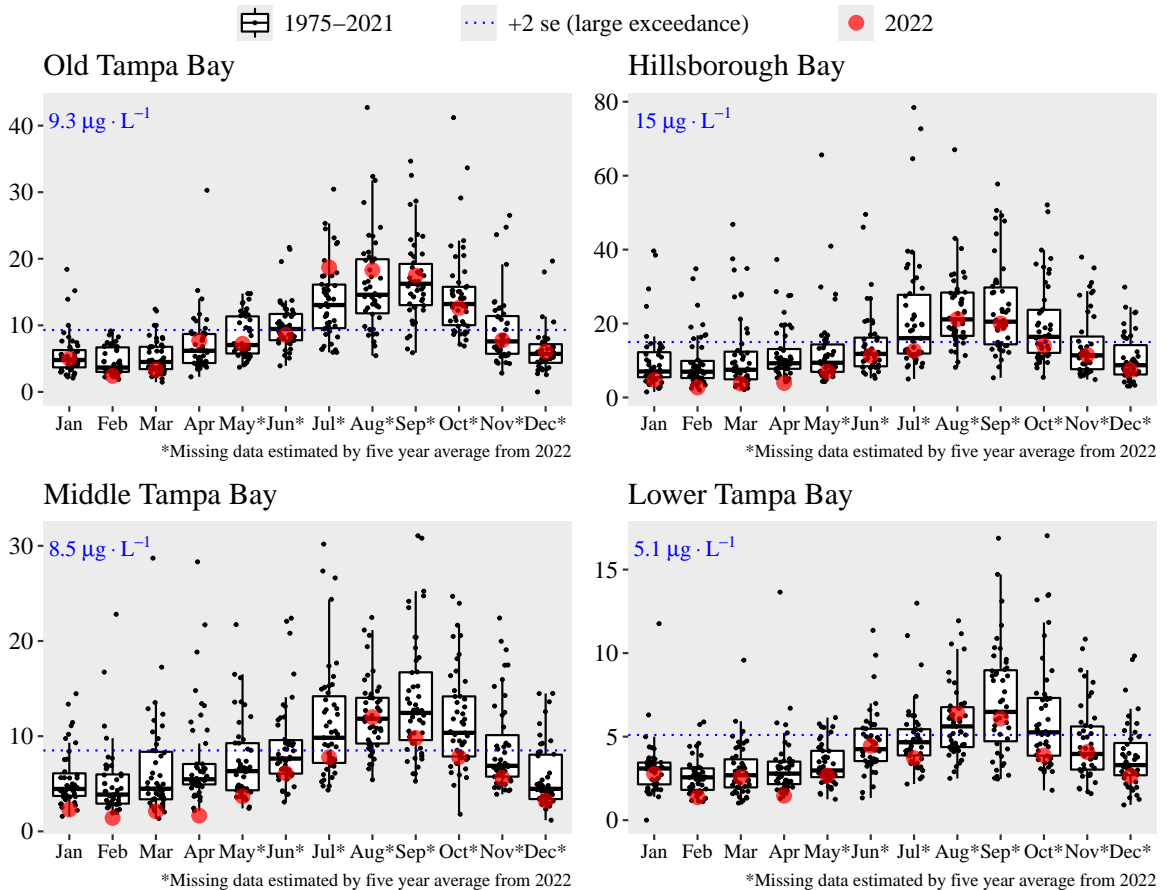 1975–2021 +2 se (large exceedance) 2022
Old Tampa Bay
9.3 μg · L⁻¹
40
30
20
10
0
Jan Feb Mar Apr May* Jun* Jul* Aug* Sep* Oct* Nov* Dec*
*Missing data estimated by five year average from 2022
Hillsborough Bay
15 μg · L⁻¹
80
60
40
20
0
Jan Feb Mar Apr May* Jun* Jul* Aug* Sep* Oct* Nov* Dec*
*Missing data estimated by five year average from 2022
Middle Tampa Bay
8.5 μg · L⁻¹
30
20
10
0
Jan Feb Mar Apr May* Jun* Jul* Aug* Sep* Oct* Nov* Dec*
*Missing data estimated by five year average from 2022
Lower Tampa Bay
5.1 μg · L⁻¹
15
10
5
0
Jan Feb Mar Apr May* Jun* Jul* Aug* Sep* Oct* Nov* Dec*
*Missing data estimated by five year average from 2022